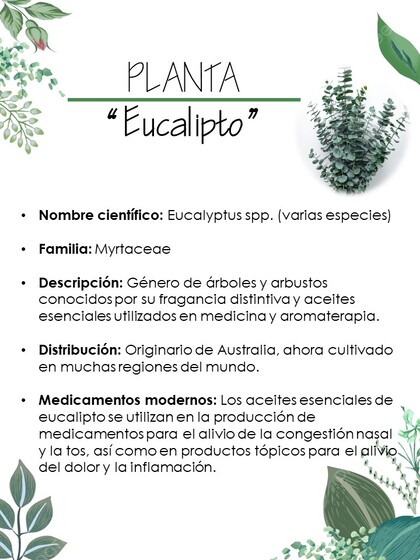 PLANTA
“Eucalipto”
• Nombre científico: Eucalyptus spp. (varias especies)
• Familia: Myrtaceae
• Descripción: Género de árboles y arbustos
conocidos por su fragancia distintiva y aceites
esenciales utilizados en medicina y aromaterapia.
• Distribución: Originario de Australia, ahora cultivado
en muchas regiones del mundo.
• Medicamentos modernos: Los aceites esenciales de
eucalipto se utilizan en la producción de
medicamentos para el alivio de la congestión nasal
y la tos, así como en productos tópicos para el alivio
del dolor y la inflamación.